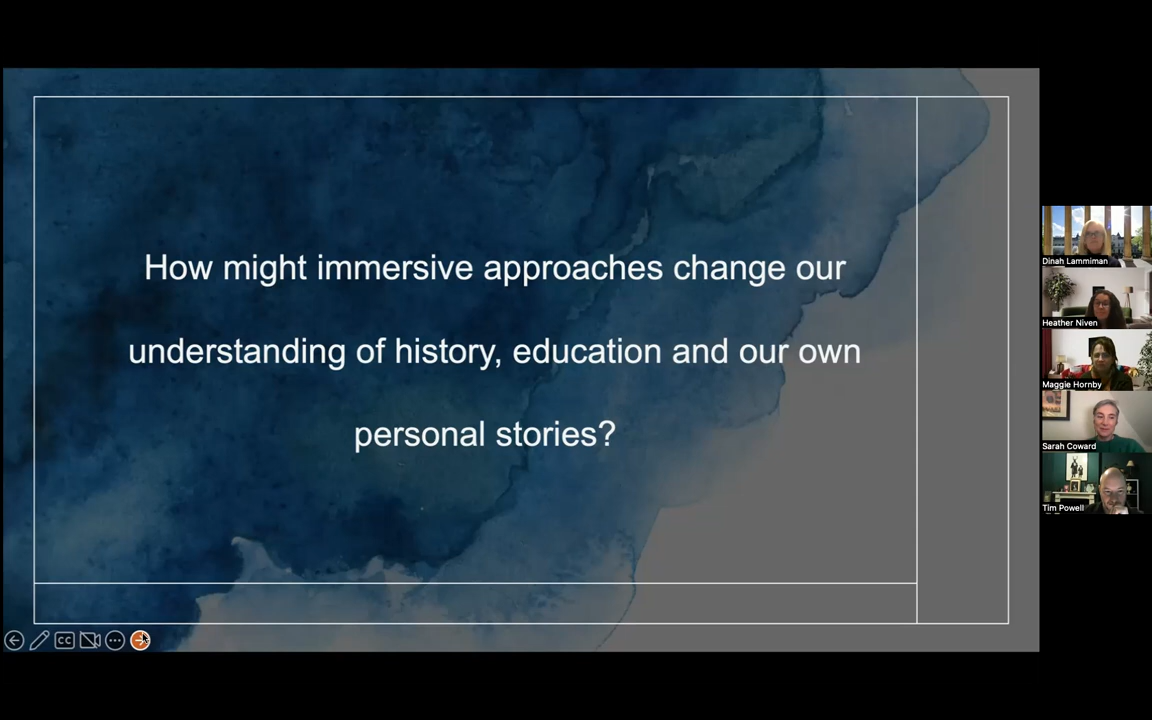 How might immersive approaches change our
understanding of history, education and our own
personal stories?
Dinah Lammiman
Heather Niven
Maggie Hornby
Sarah Coward
Tim Powell
CC